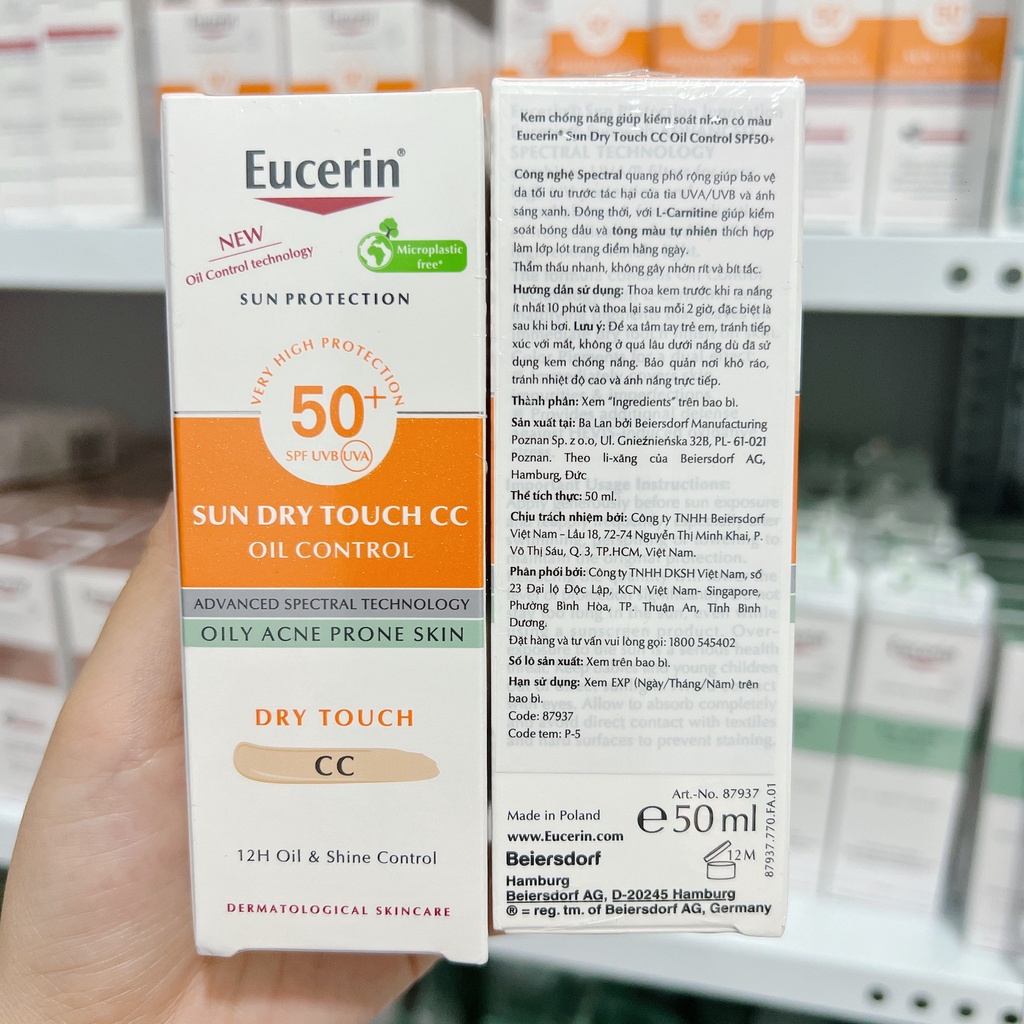 Eucerin®
NEW
Oil Control technology
Microplastic
free*
SUN PROTECTION
VERY HIGH PROTECTION
50+
SPF UVB UVA
SUN DRY TOUCH CC
OIL CONTROL
ADVANCED SPECTRAL TECHNOLOGY
OILY ACNE PRONE SKIN
DRY TOUCH
CC
12H Oil & Shine Control
DERMATOLOGICAL SKINCARE
Kem chống nắng giúp kiểm soát nhờn có màu
Eucerin® Sun Dry Touch CC Oil Control SPF50+
Công nghệ Spectral quang phổ rộng giúp bảo vệ
da tối ưu trước tác hại của tia UVA/UVB và ánh
sáng xanh. Đồng thời, với L-Carnitine giúp kiểm
soát bóng dầu và tông màu tự nhiên thích hợp
làm lớp lót trang điểm hằng ngày.
Thẩm thấu nhanh, không gây nhờn rít và bít tắc.
Hướng dẫn sử dụng: Thoa kem trước khi ra nắng
ít nhất 10 phút và thoa lại sau mỗi 2 giờ, đặc biệt là
sau khi bơi. Lưu ý: Để xa tầm tay trẻ em, tránh tiếp
xúc với mắt, không ở quá lâu dưới nắng dù đã sử
dụng kem chống nắng. Bảo quản nơi khô ráo,
tránh nhiệt độ cao và ánh nắng trực tiếp.
Thành phần: Xem "Ingredients" trên bao bì.
Sản xuất tại: Ba Lan bởi Beiersdorf Manufacturing
Poznan Sp. z o.o, Ul. Gnieźnieńska 32B, PL- 61-021
Poznan. Theo li-xăng của Beiersdorf AG,
Hamburg, Đức
Thể tích thực: 50 ml.
Chịu trách nhiệm bởi: Công ty TNHH Beiersdorf
Việt Nam – Lầu 18, 72-74 Nguyễn Thị Minh Khai, P.
Võ Thị Sáu, Q. 3, TP.HCM, Việt Nam.
Phân phối bởi: Công ty TNHH DKSH Việt Nam, số
23 Đại lộ Độc Lập, KCN Việt Nam- Singapore,
Phường Bình Hòa, TP. Thuận An, Tỉnh Bình
Dương.
Đặt hàng và tư vấn vui lòng gọi: 1800 545402
Số lô sản xuất: Xem trên bao bì.
Hạn sử dụng: Xem EXP (Ngày/Tháng/Năm) trên
bao bì.
Code: 87937
Code tem: P-5
Art.-No. 87937
Made in Poland
e 50 ml
www.Eucerin.com
Beiersdorf
12M
Hamburg
Beiersdorf AG, D-20245 Hamburg
® = reg. tm. of Beiersdorf AG, Germany
87937.770.FA.01